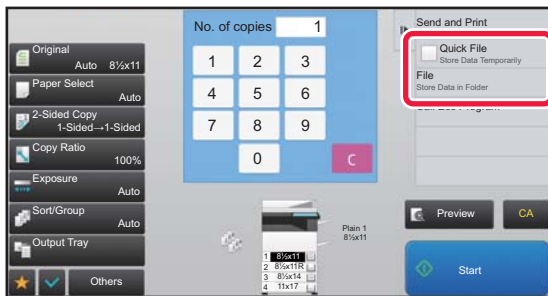 No. of copies 1
Send and Print
Quick File
Store Data Temporarily
File
Store Data in Folder
Original
Auto 8½x11
Paper Select
Auto
2-Sided Copy
1-Sided→1-Sided
Copy Ratio
100%
Exposure
Auto
Sort/Group
Auto
Output Tray
Others
1 2 3
4 5 6
7 8 9
0 C
Plain 1
8½x11
1 8½x11
2 8½x11R
3 8½x14
4 11x17
Preview
CA
Start